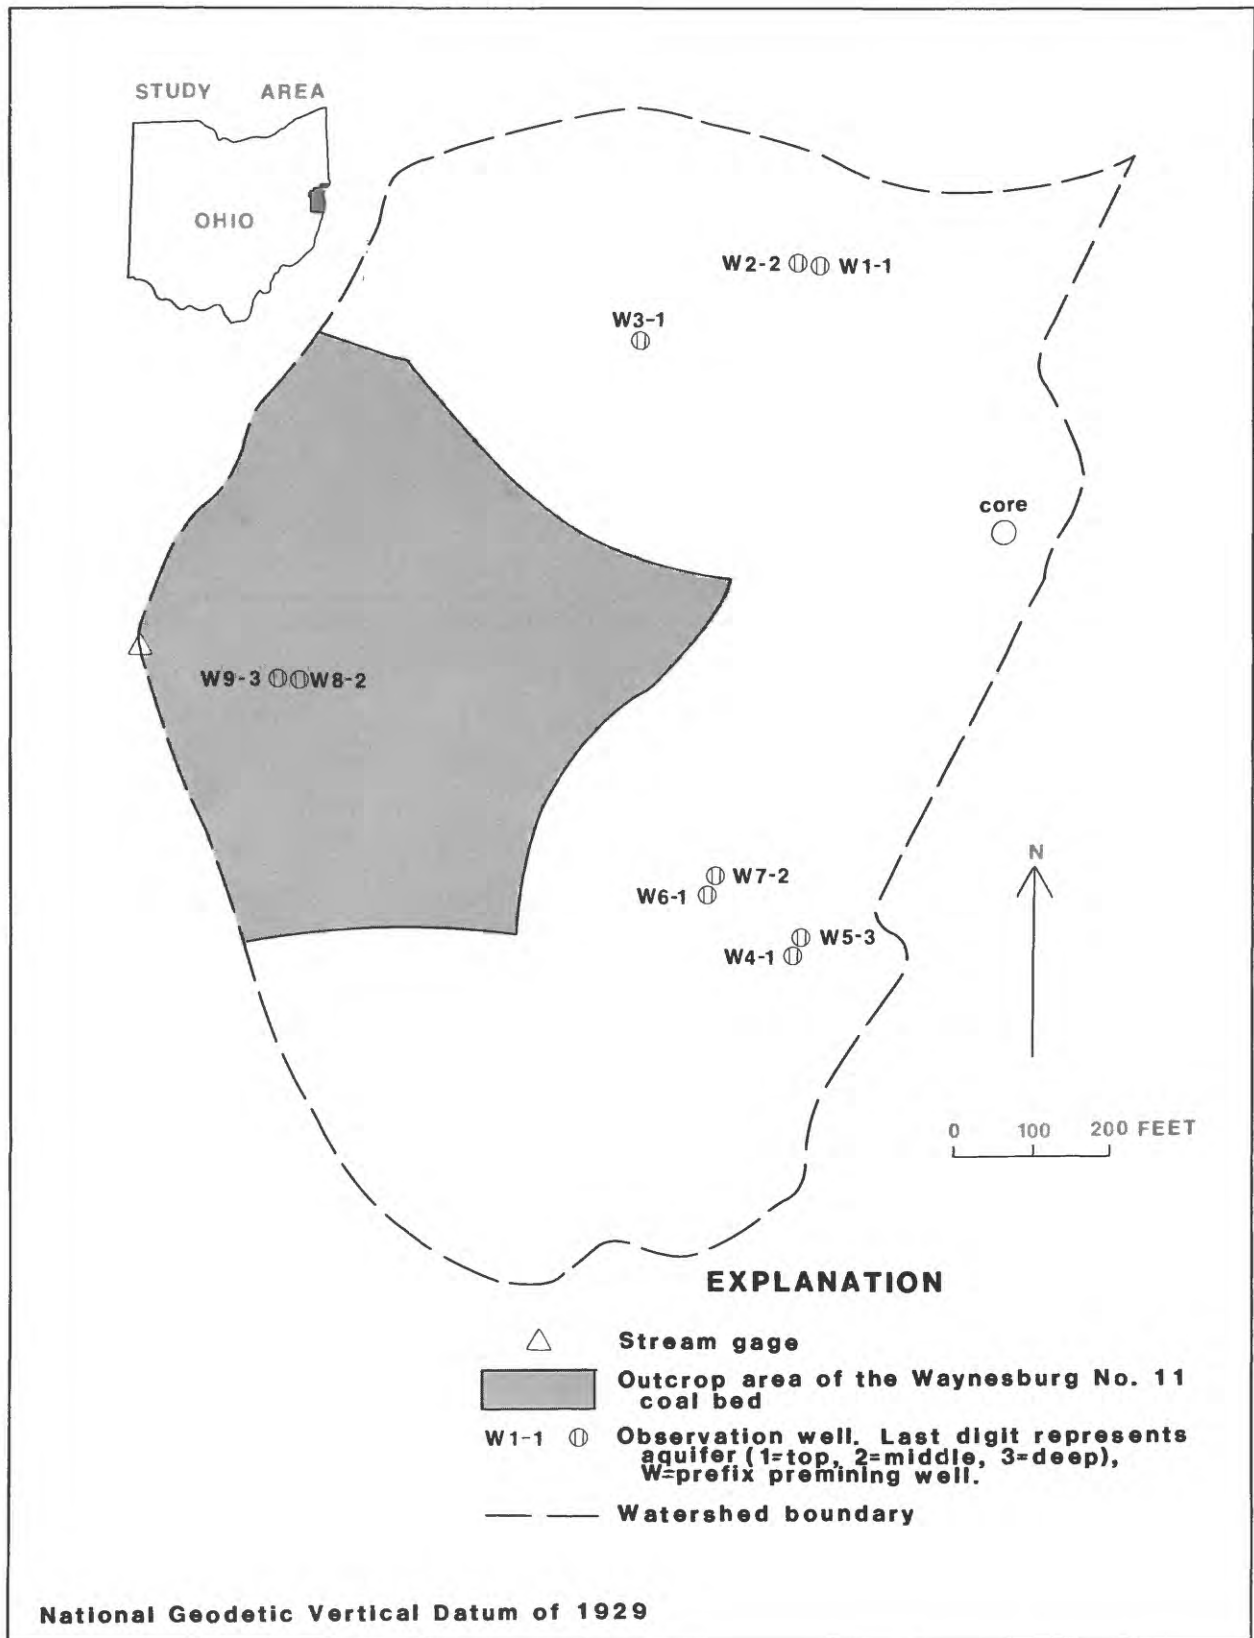 STUDY AREA
OHIO
W2-2 W1-1
W3-1
core
W9-3 W8-2
W7-2
W6-1
W5-3
W4-1
N
0 100 200 FEET
EXPLANATION
Stream gage
Outcrop area of the Waynesburg No. 11
coal bed
W1-1 Observation well. Last digit represents
aquifer (1=top, 2=middle, 3=deep),
W=prefix premining well.
Watershed boundary
National Geodetic Vertical Datum of 1929